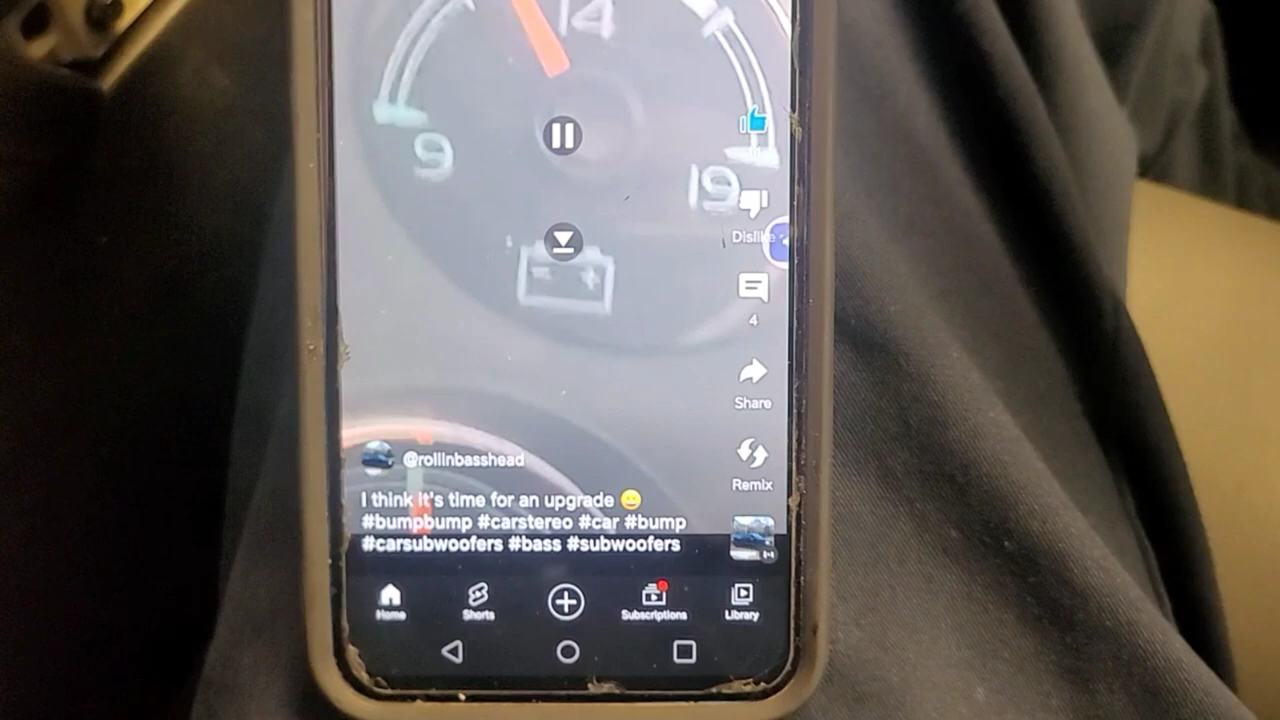 14
9
19
Dislike
4
Share
@rollinbasshead
Remix
I think it's time for an upgrade 😀
#bumpbump #carstereo #car #bump
#carsubwoofers #bass #subwoofers
Home Shorts Subscriptions Library